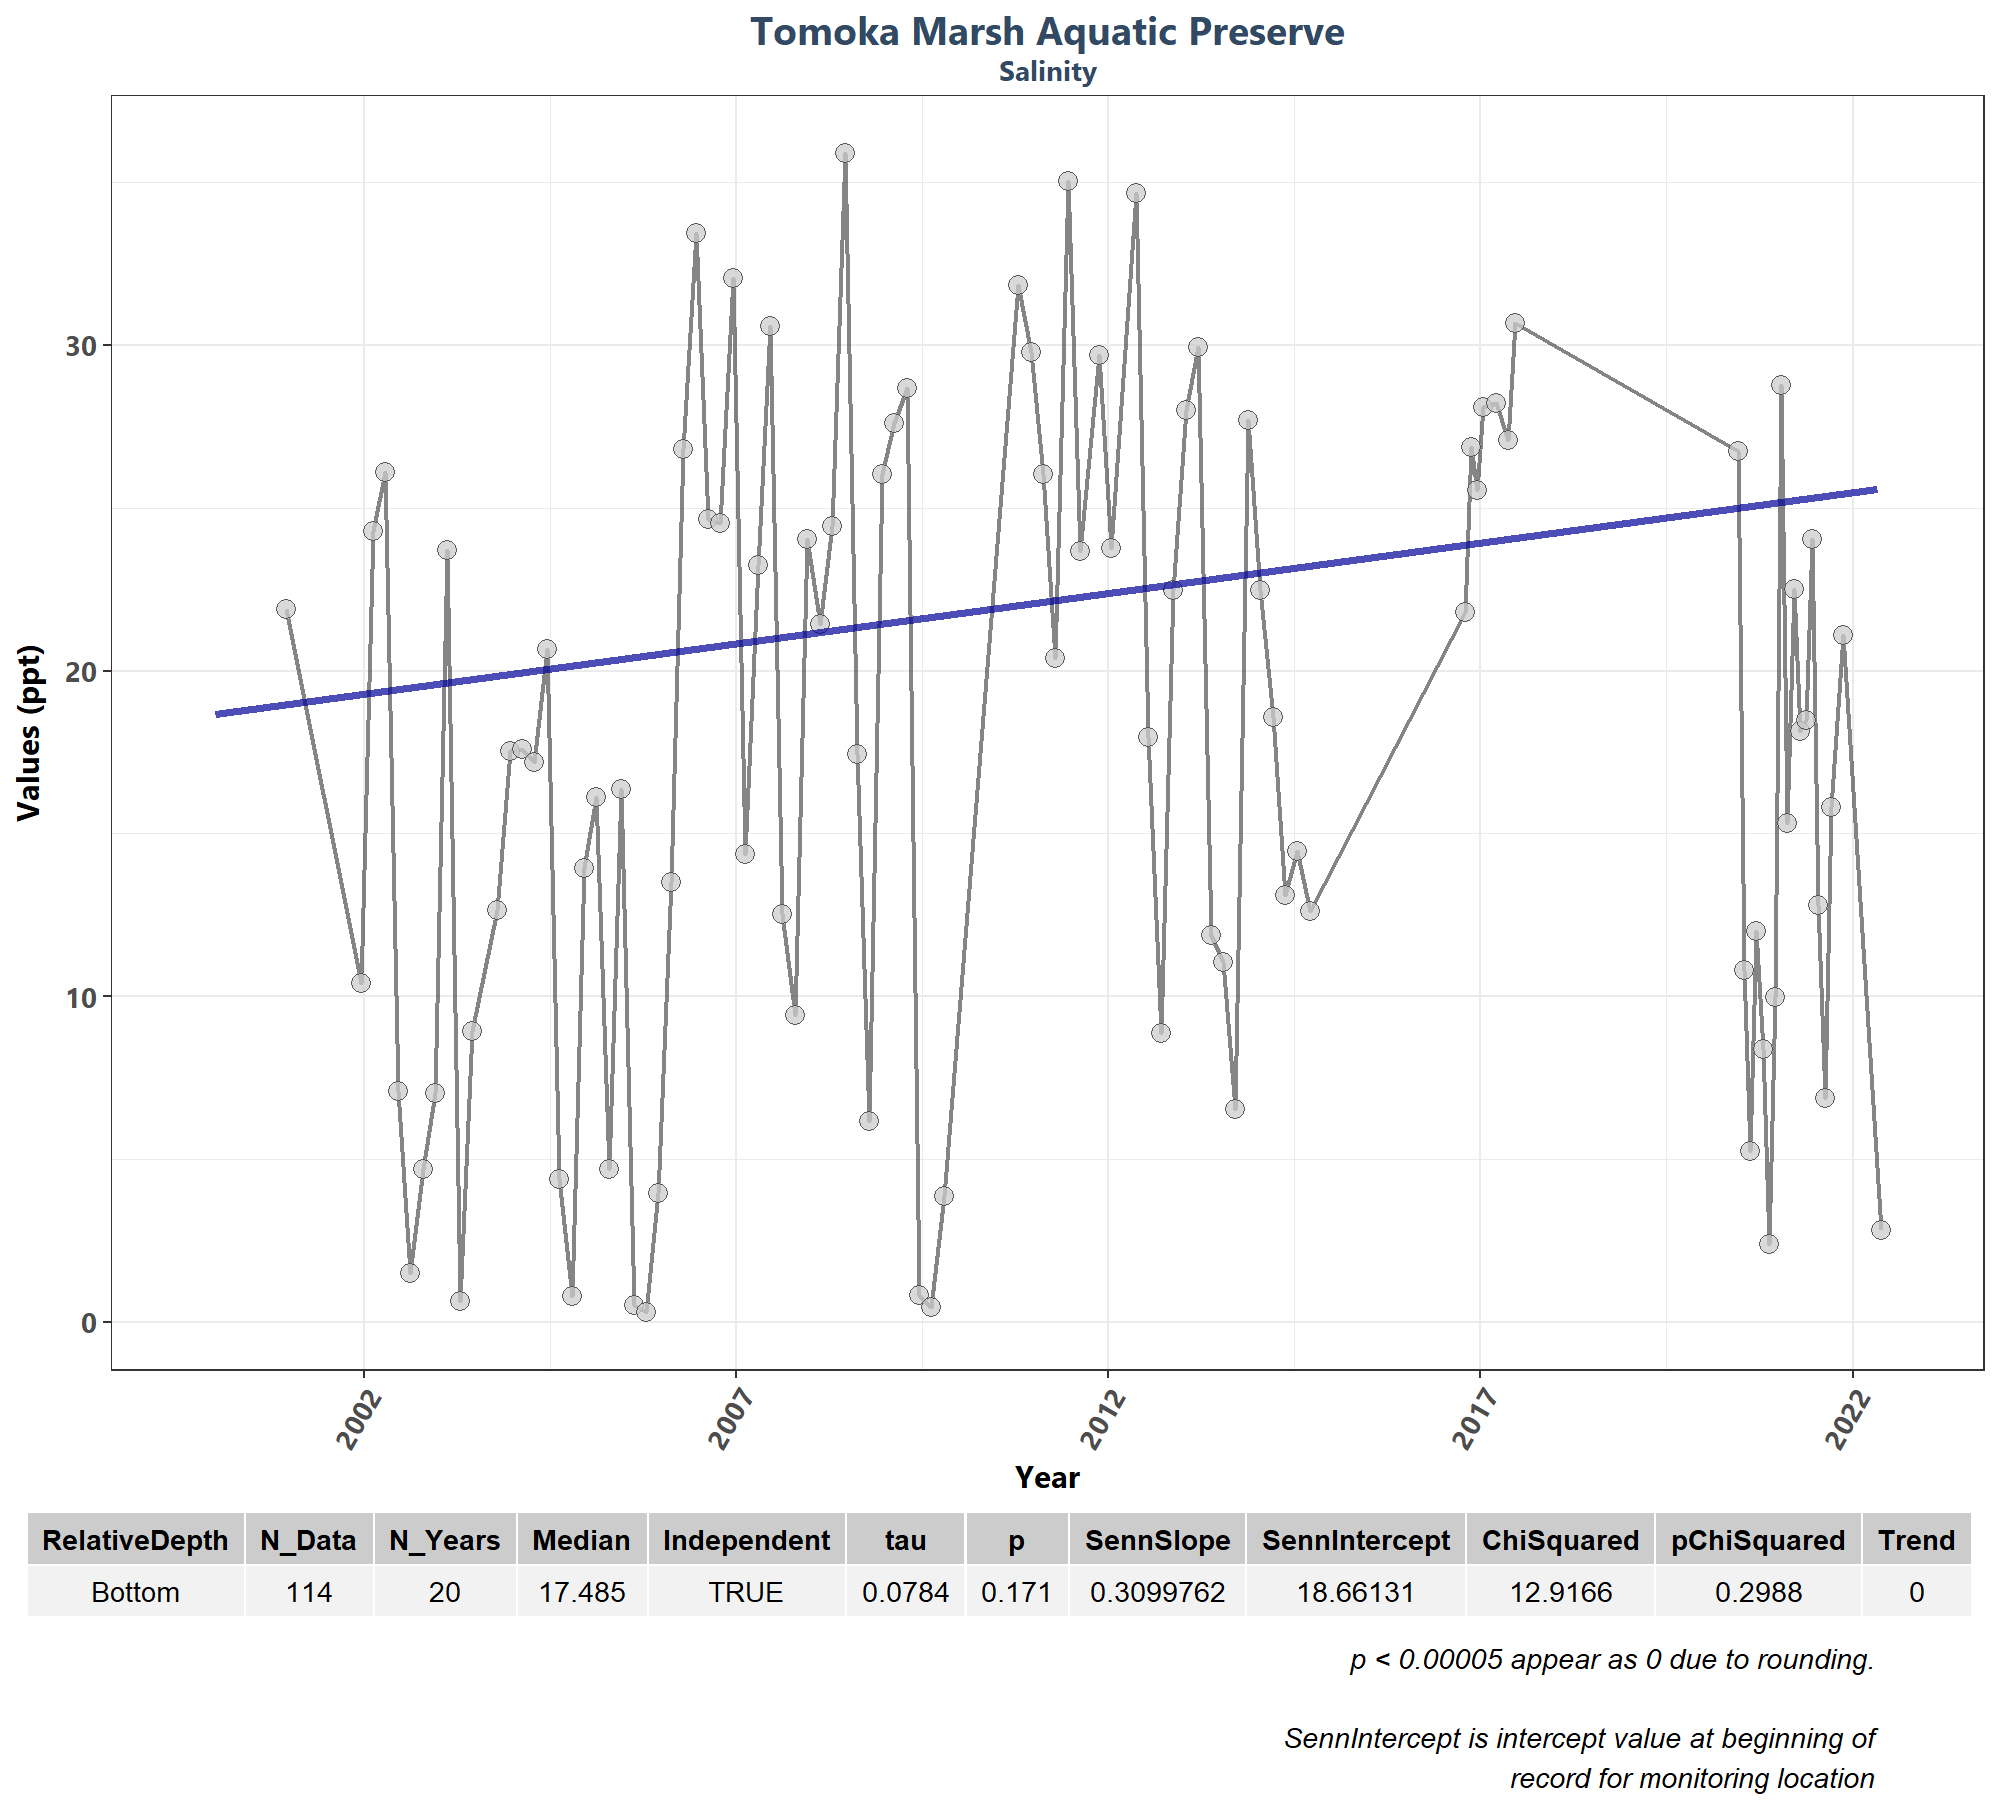 Tomoka Marsh Aquatic Preserve
Salinity
Values (ppt)
30
20
10
0
2002 2007 2012 2017 2022
Year
RelativeDepth N_Data N_Years Median Independent tau p SennSlope SennIntercept ChiSquared pChiSquared Trend
Bottom 114 20 17.485 TRUE 0.0784 0.171 0.3099762 18.66131 12.9166 0.2988 0
p < 0.00005 appear as 0 due to rounding.
SennIntercept is intercept value at beginning of
record for monitoring location